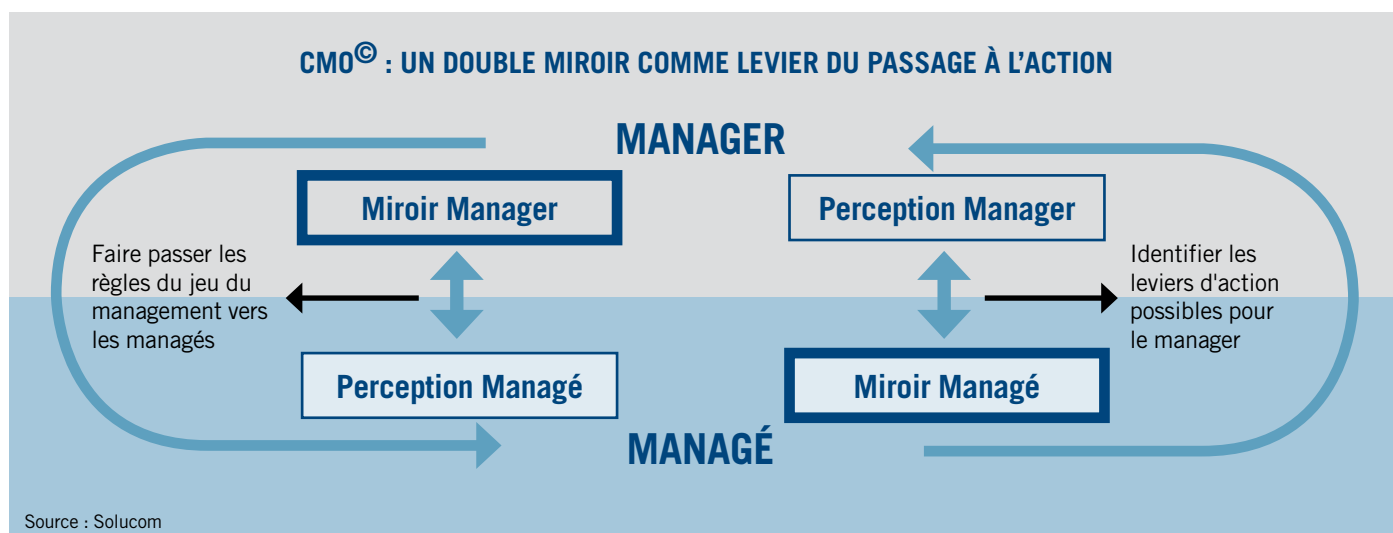 CMO© : UN DOUBLE MIROIR COMME LEVIER DU PASSAGE À L'ACTION
MANAGER
Miroir Manager
Perception Manager
Faire passer les
règles du jeu du
management vers
les managés
Identifier les
leviers d'action
possibles pour
le manager
Perception Managé
Miroir Managé
MANAGÉ
Source : Solucom